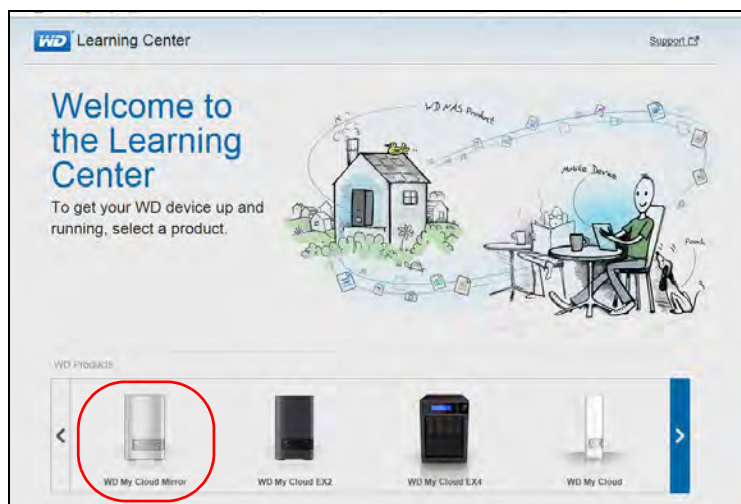 WD Learning Center
Support
Welcome to
the Learning
Center
To get your WD device up and
running, select a product.
WD NAS Product
Mobile Device
Pooch
WD Products
WD My Cloud Mirror
WD My Cloud EX2
WD My Cloud EX4
WD My Cloud